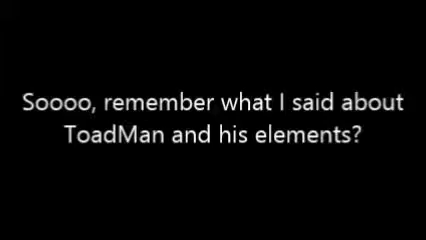 Soooo, remember what I said about
ToadMan and his elements?